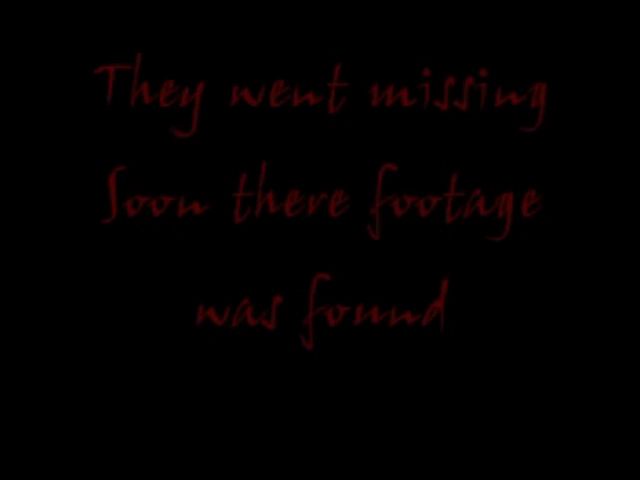 They went missing
Soon there footage
was found